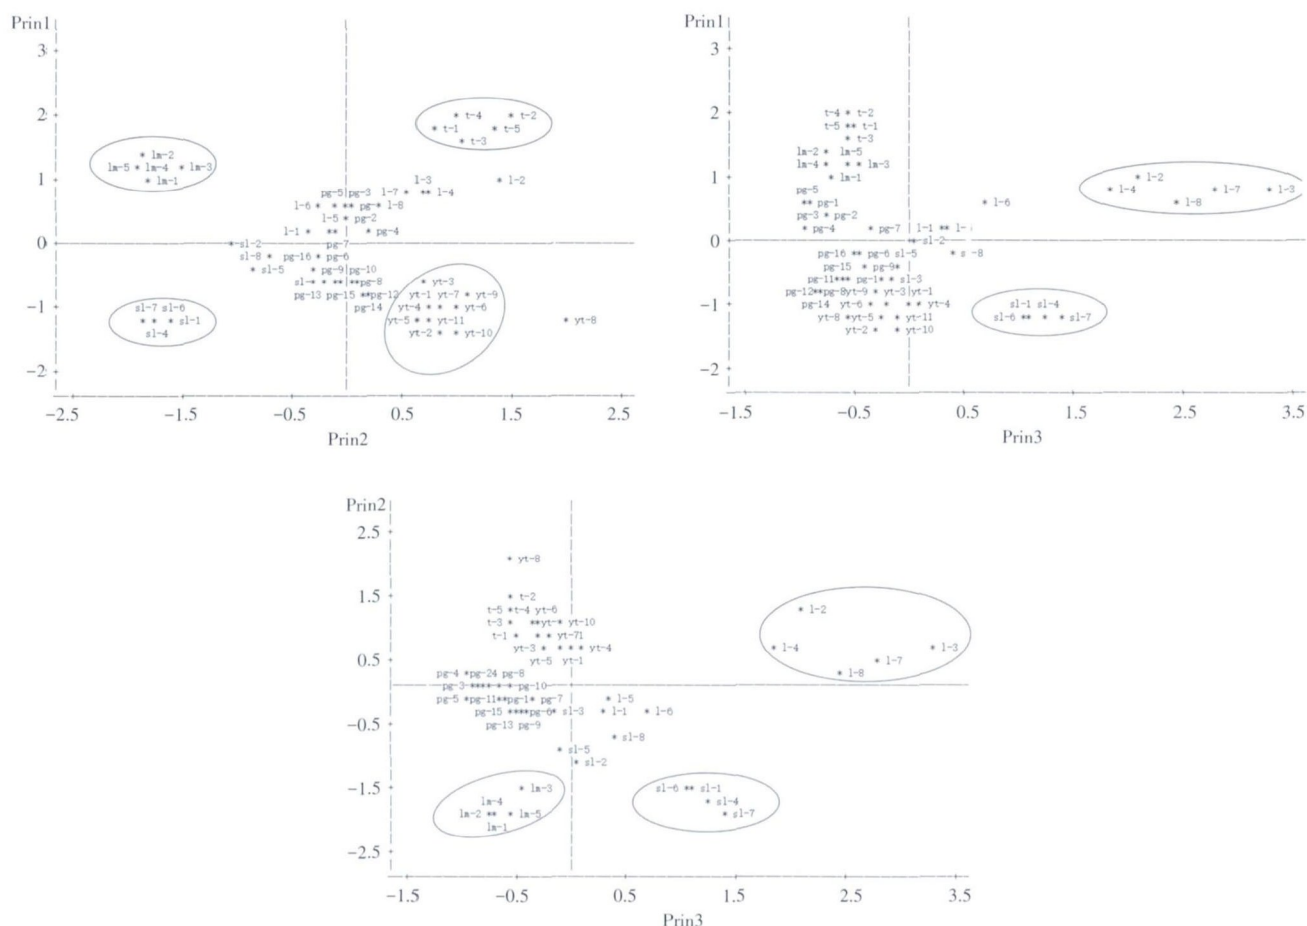 Prin1
3
t-4 t-2
2
t-1 t-5
t-3
lm-2
lm-5 lm-4 lm-3
lm-1
1
l-3 l-2
pg-5 pg-3 l-7 l-4
l-6 l-8
l-5 pg-2
l-1 pg-4
0
sl-2 pg-7
sl-8 pg-16 pg-6
sl-5 pg-9 pg-10
pg-8 yt-3
pg-13 pg-15 pg-12 yt-1 yt-7 yt-9
pg-14 yt-4 yt-6
-1
sl-7 sl-6
sl-1 yt-5 yt-11 yt-8
sl-4 yt-2 yt-10
-2
-2.5 -1.5 -0.5 0.5 1.5 2.5
Prin2
Prin1
3
t-4 t-2
2
t-5 t-1
t-3
lm-2 lm-5
lm-4 lm-3
lm-1
1
l-2
l-4 l-7 l-3
l-8
l-6
pg-5
pg-1
pg-3 pg-2
pg-4 pg-7 l-1
0
sl-2
pg-16 pg-6 sl-5
pg-15 pg-9
pg-11 pg-1 sl-3
pg-12 pg-8 yt-9 yt-3 yt-1
pg-14 yt-6 yt-4
-1
sl-1 sl-4
sl-6 sl-7
yt-8 yt-5 yt-11
yt-2 yt-10
-2
-1.5 -0.5 0.5 1.5 2.5 3.5
Prin3
Prin2
2.5
yt-8
1.5
t-2
t-5 t-4 yt-6
t-3 yt-10
t-1 yt-71
yt-3 yt-4
yt-5 yt-1
0.5
l-2
l-4 l-3
l-7
l-8
pg-4 pg-24 pg-8
pg-3 pg-10
pg-5 pg-11 pg-1 pg-7 l-5
pg-15 pg-6 sl-3 l-1 l-6
-0.5
pg-13 pg-9
sl-8
sl-5
sl-2
-1.5
lm-3
lm-4
lm-2 lm-5
lm-1
sl-6 sl-1
sl-4
sl-7
-2.5
-1.5 -0.5 0.5 1.5 2.5 3.5
Prin3